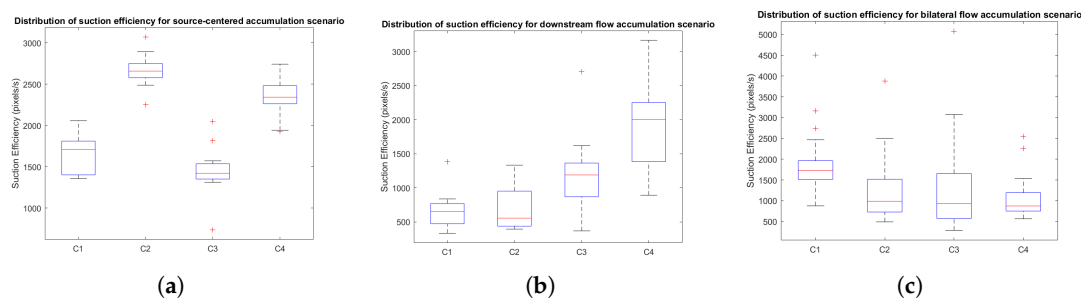 Distribution of suction efficiency for source-centered accumulation scenario
Suction Efficiency (pixels/s)
3000
2500
2000
1500
1000
C1 C2 C3 C4
(a)
Distribution of suction efficiency for downstream flow accumulation scenario
Suction Efficiency (pixels/s)
3000
2500
2000
1500
1000
500
C1 C2 C3 C4
(b)
Distribution of suction efficiency for bilateral flow accumulation scenario
Suction Efficiency (pixels/s)
5000
4500
4000
3500
3000
2500
2000
1500
1000
500
C1 C2 C3 C4
(c)